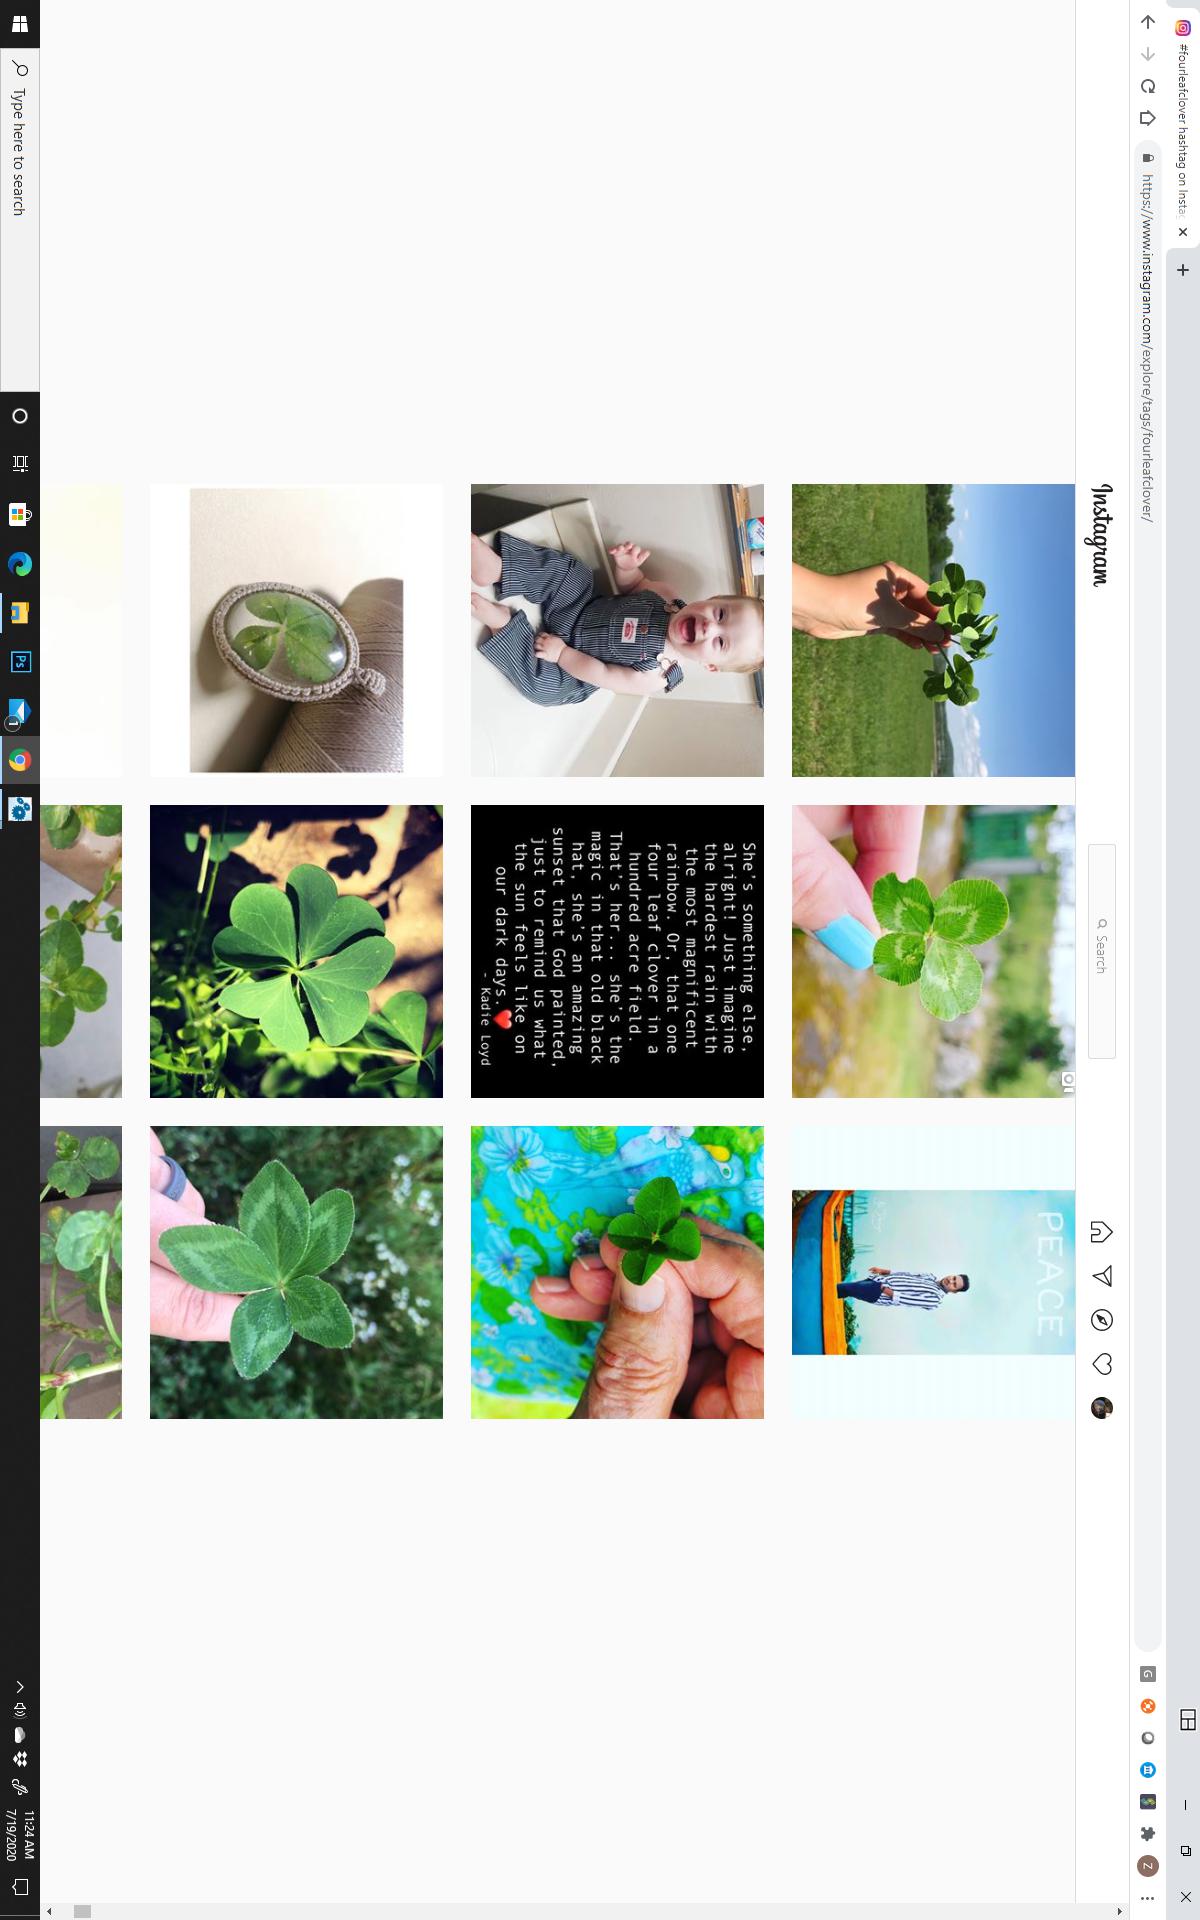 #fourleafclover hashtag on Instag
https://www.instagram.com/explore/tags/fourleafclover/
G
Z
Instagram
Search
PEACE
She's something else,
alright! Just imagine
the hardest rain with
the most magnificent
rainbow. Or, that one
four leaf clover in a
hundred acre field.
That's her... she's the
magic in that old black
hat, she's an amazing
sunset that God painted,
just to remind us what
the sun feels like on
our dark days.❤️
- Kadie Loyd
Type here to search
Ps
1
11:24 AM
7/19/2020